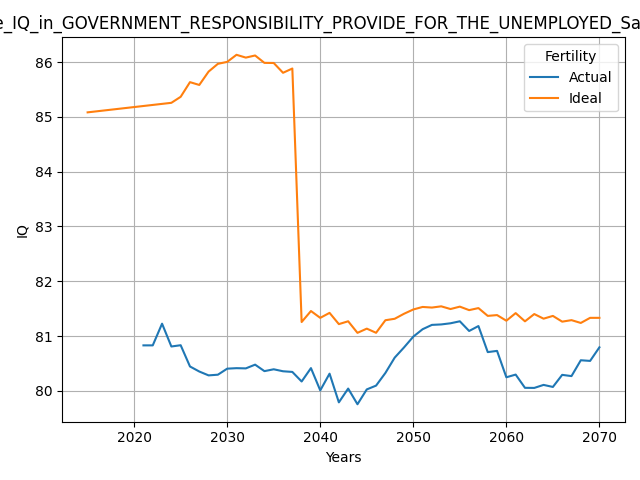 e_IQ_in_GOVERNMENT_RESPONSIBILITY_PROVIDE_FOR_THE_UNEMPLOYED_Sa
Fertility
Actual
Ideal
86
85
84
83
82
81
80
IQ
2020 2030 2040 2050 2060 2070
Years